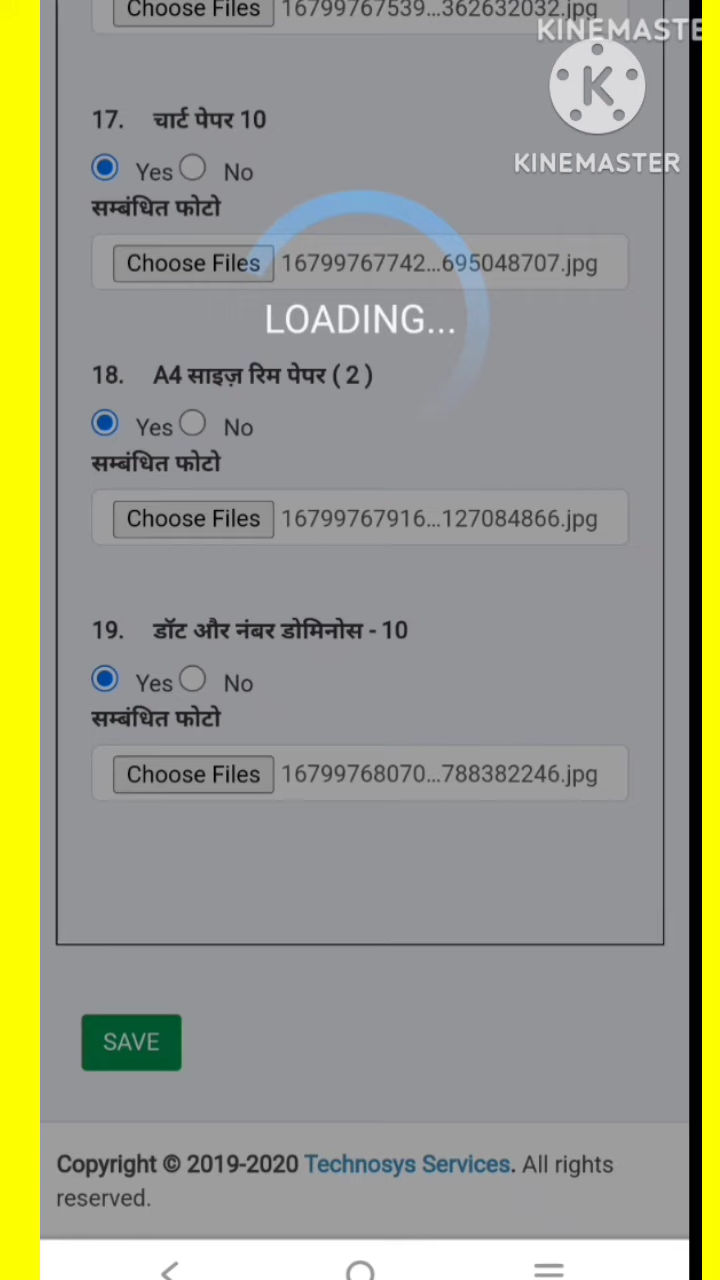 Choose Files 16799767539...362632032.jpg
KINEMASTE
K
KINEMASTER
17. चार्ट पेपर 10
Yes No
सम्बंधित फोटो
Choose Files 16799767742...695048707.jpg
LOADING...
18. A4 साइज़ रिम पेपर ( 2 )
Yes No
सम्बंधित फोटो
Choose Files 16799767916...127084866.jpg
19. डॉट और नंबर डोमिनोस - 10
Yes No
सम्बंधित फोटो
Choose Files 16799768070...788382246.jpg
SAVE
Copyright © 2019-2020 Technosys Services. All rights
reserved.